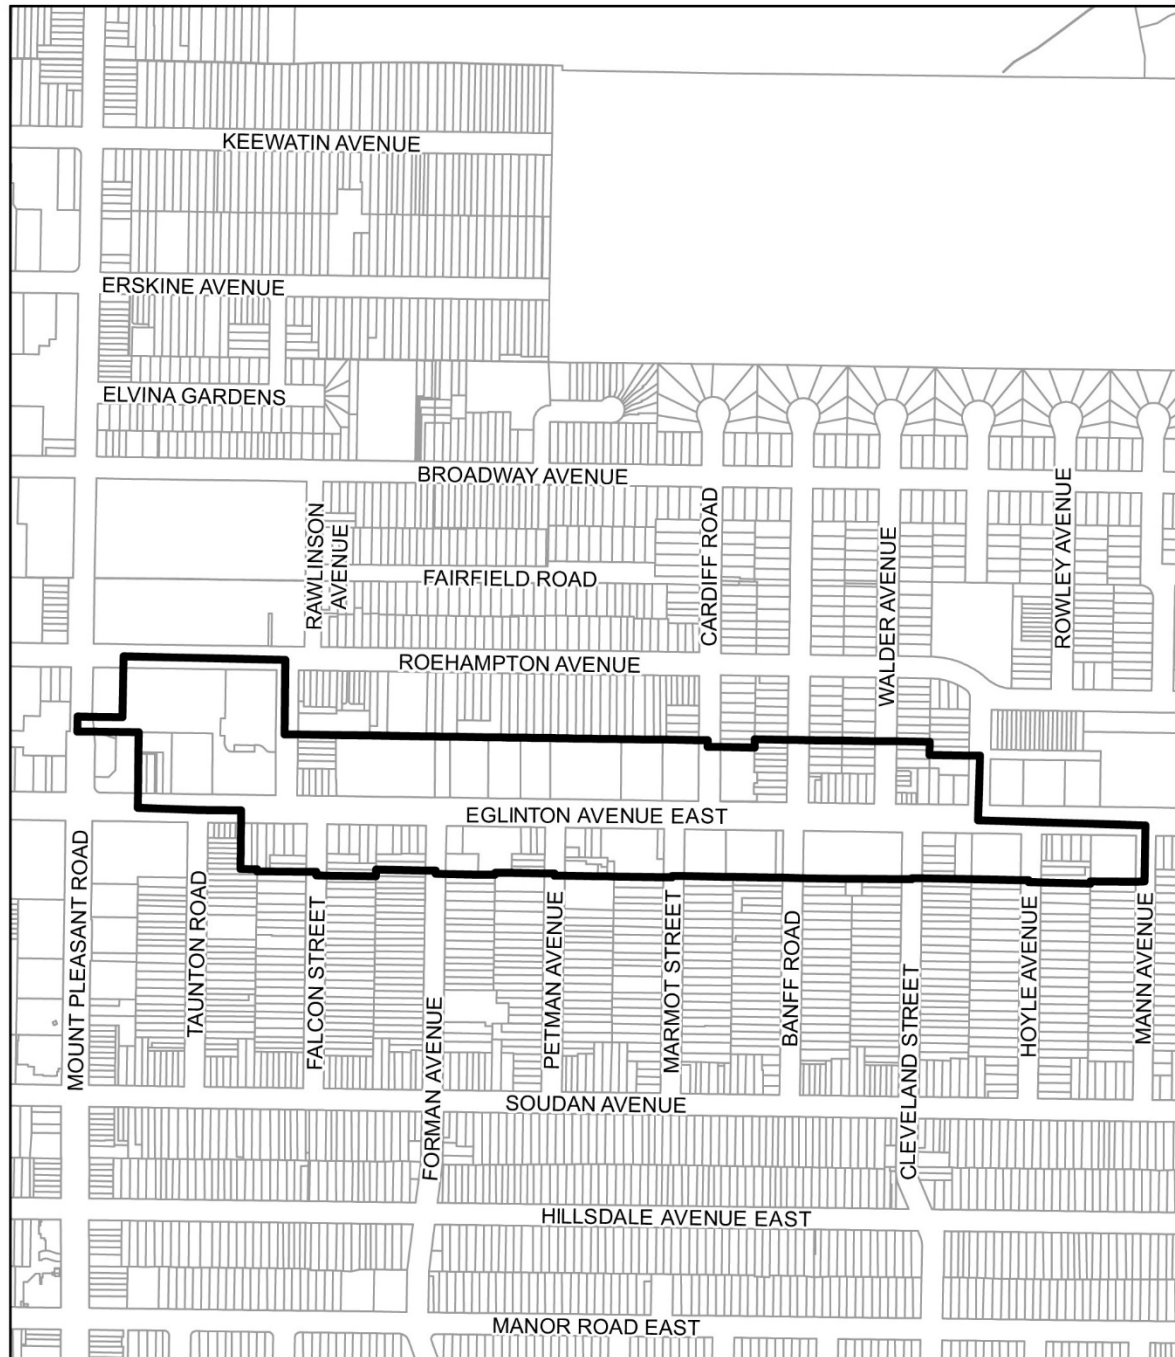 KEEWATIN AVENUE
ERSKINE AVENUE
ELVINA GARDENS
BROADWAY AVENUE
RAWLINSON
AVENUE
FAIRFIELD ROAD
CARDIFF ROAD
WALDER AVENUE
ROWLEY AVENUE
ROEHAMPTON AVENUE
EGLINTON AVENUE EAST
MOUNT PLEASANT ROAD
TAUNTON ROAD
FALCON STREET
FORMAN AVENUE
PETMAN AVENUE
MARMOT STREET
BANFF ROAD
CLEVELAND STREET
HOYLE AVENUE
MANN AVENUE
SOUDAN AVENUE
HILLSDALE AVENUE EAST
MANOR ROAD EAST